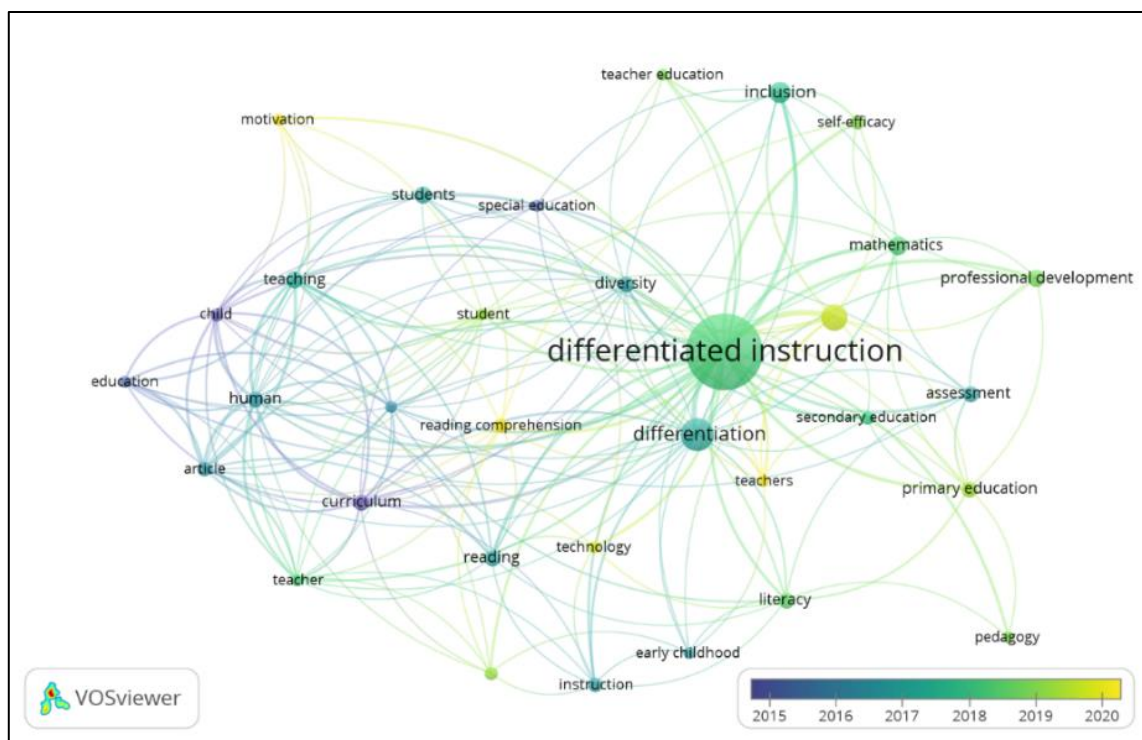 teacher education
inclusion
motivation
self-efficacy
students
special education
mathematics
teaching
diversity
professional development
child
student
differentiated instruction
education
human
assessment
reading comprehension
secondary education
differentiation
article
teachers
primary education
curriculum
technology
reading
teacher
literacy
pedagogy
early childhood
instruction
VOSviewer
2015 2016 2017 2018 2019 2020